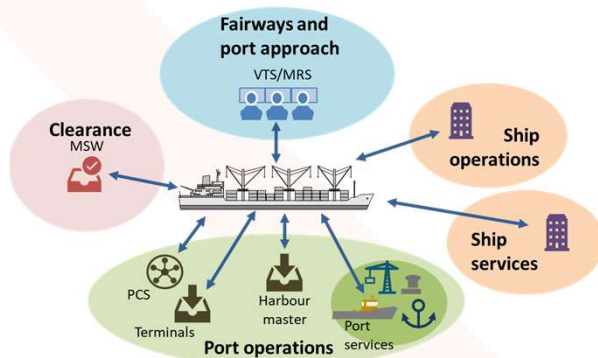 Fairways and
port approach
VTS/MRS
Clearance
MSW
Ship
operations
Ship
services
PCS
Terminals
Harbour
master
Port
services
Port operations